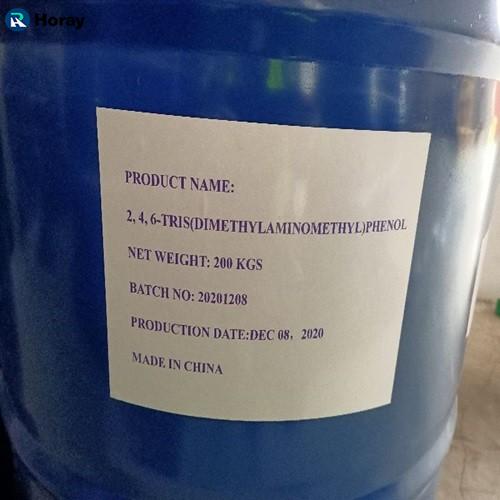 Horay
PRODUCT NAME:
2, 4, 6-TRIS(DIMETHYLAMINOMETHYL)PHENOL
NET WEIGHT: 200 KGS
BATCH NO: 20201208
PRODUCTION DATE:DEC 08, 2020
MADE IN CHINA